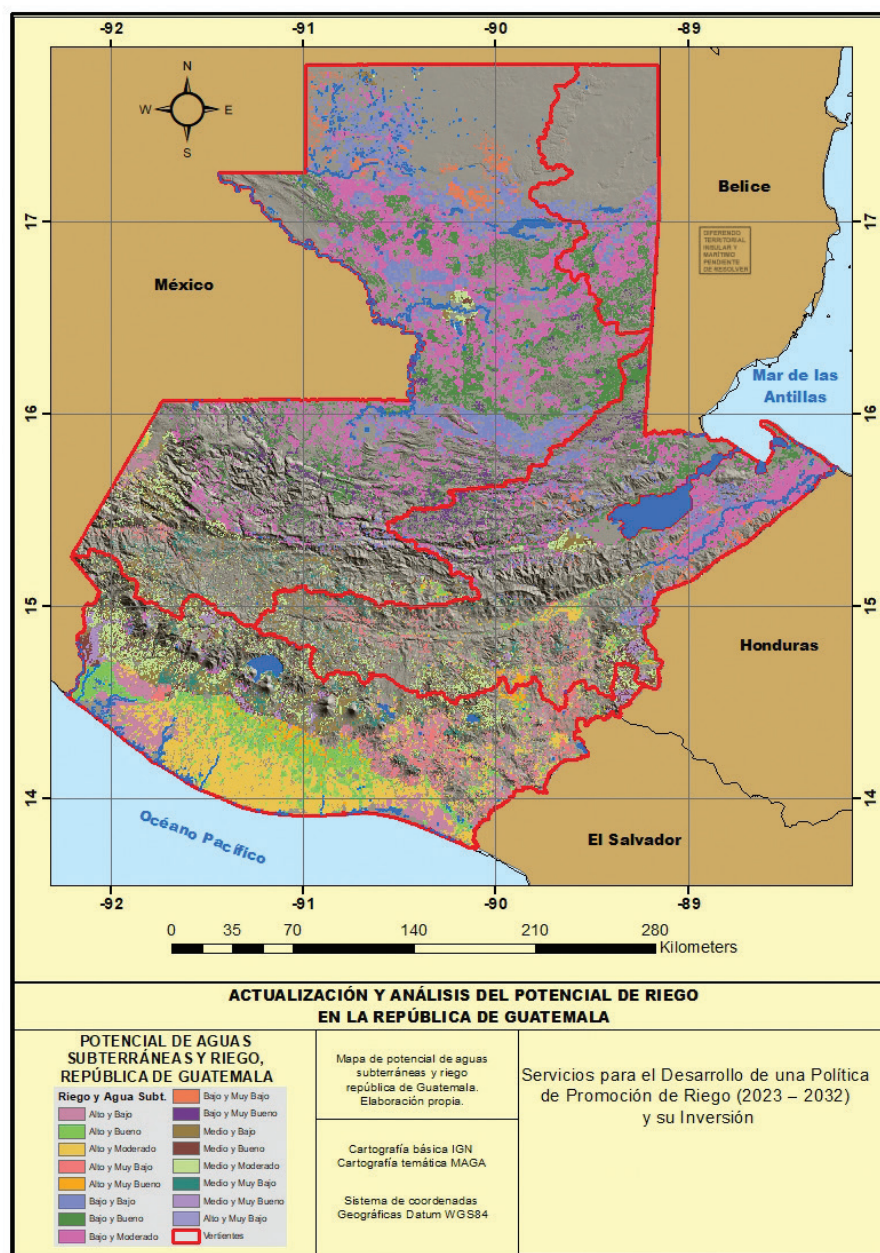 -92 -91 -90 -89
N
W E
S
17 17
Belice
DIFERENDO
TERRITORIAL
INSULAR Y
MARÍTIMO
PENDIENTE
DE RESOLVER
México
Mar de las
Antillas
16 16
15 15
Honduras
14 14
Océano Pacífico
El Salvador
-92 -91 -90 -89
0 35 70 140 210 280
Kilometers
ACTUALIZACIÓN Y ANÁLISIS DEL POTENCIAL DE RIEGO
EN LA REPÚBLICA DE GUATEMALA
POTENCIAL DE AGUAS
SUBTERRÁNEAS Y RIEGO,
REPÚBLICA DE GUATEMALA
Riego y Agua Subt.
Alto y Bajo
Alto y Bueno
Alto y Moderado
Alto y Muy Bajo
Alto y Muy Bueno
Bajo y Bajo
Bajo y Bueno
Bajo y Moderado
Bajo y Muy Bajo
Bajo y Muy Bueno
Medio y Bajo
Medio y Bueno
Medio y Moderado
Medio y Muy Bajo
Medio y Muy Bueno
Alto y Muy Bajo
Vertientes
Mapa de potencial de aguas
subterráneas y riego
república de Guatemala.
Elaboración propia.
Cartografía básica IGN
Cartografía temática MAGA
Sistema de coordenadas
Geográficas Datum WGS84
Servicios para el Desarrollo de una Política
de Promoción de Riego (2023 – 2032)
y su Inversión